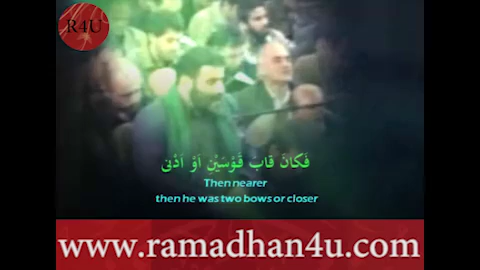 R4U
فَكَانَ قَابَ قَوْسَيْنِ اَوْ اَدْنٰى
Then nearer
then he was two bows or closer
www.ramadhan4u.com